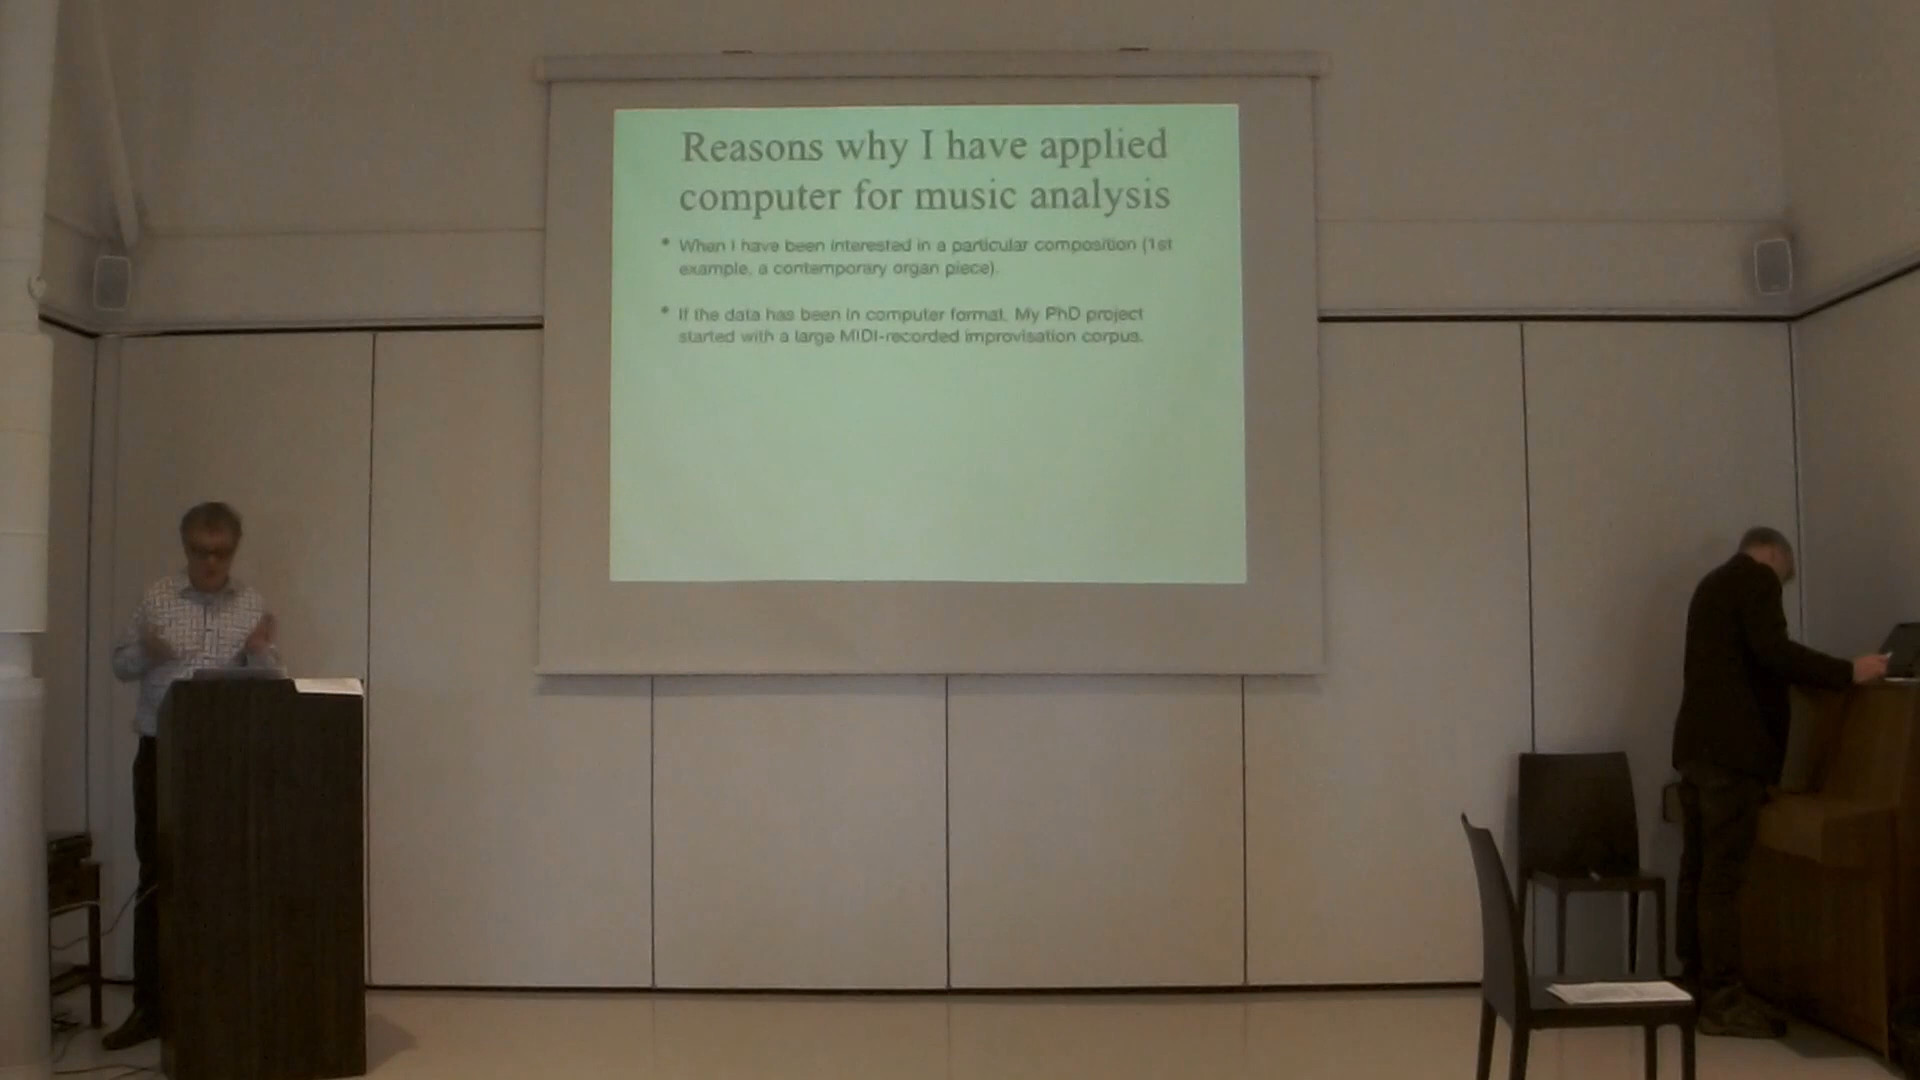 Reasons why I have applied
computer for music analysis
* When I have been interested in a particular composition (1st
example, a contemporary organ piece).
* If the data has been in computer format. My PhD project
started with a large MIDI-recorded improvisation corpus.